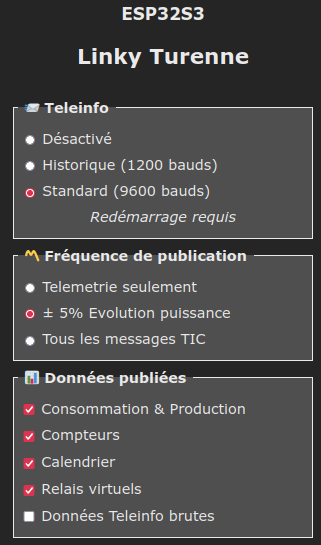 ESP32S3
Linky Turenne
📨 Teleinfo
Désactivé
Historique (1200 bauds)
Standard (9600 bauds)
Redémarrage requis
〽️ Fréquence de publication
Telemetrie seulement
± 5% Evolution puissance
Tous les messages TIC
📊 Données publiées
Consommation & Production
Compteurs
Calendrier
Relais virtuels
Données Teleinfo brutes